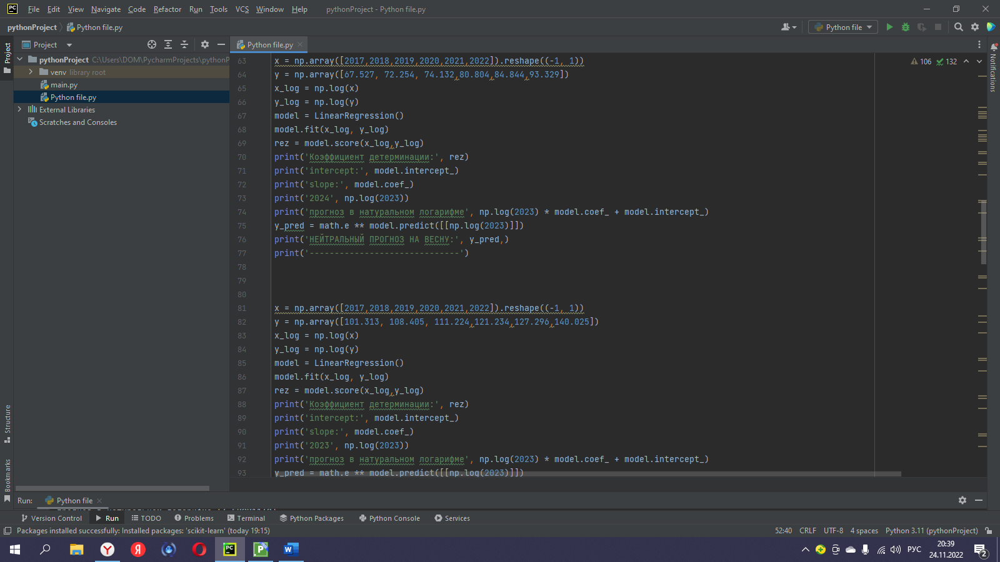 PC File Edit View Navigate Code Refactor Run Tools VCS Window Help pythonProject - Python file.py
pythonProject Python file.py Python file
Project Python file.py
pythonProject C:\Users\DOM\PycharmProjects\pythonP
venv library root
main.py
Python file.py
External Libraries
Scratches and Consoles
Project
Structure
Bookmarks
Notifications
106 132
63 x = np.array([2017,2018,2019,2020,2021,2022]).reshape((-1, 1))
64 y = np.array([67.527, 72.254, 74.132,80.804,84.844,93.329])
65 x_log = np.log(x)
66 y_log = np.log(y)
67 model = LinearRegression()
68 model.fit(x_log, y_log)
69 rez = model.score(x_log,y_log)
70 print('Коэффициент детерминации:', rez)
71 print('intercept:', model.intercept_)
72 print('slope:', model.coef_)
73 print('2024', np.log(2023))
74 print('прогноз в натуральном логарифме', np.log(2023) * model.coef_ + model.intercept_)
75 y_pred = math.e ** model.predict([[np.log(2023)]])
76 print('НЕЙТРАЛЬНЫЙ ПРОГНОЗ НА ВЕСНУ:', y_pred,)
77 print('------------------------------')
78
79
80
81 x = np.array([2017,2018,2019,2020,2021,2022]).reshape((-1, 1))
82 y = np.array([101.313, 108.405, 111.224,121.234,127.296,140.025])
83 x_log = np.log(x)
84 y_log = np.log(y)
85 model = LinearRegression()
86 model.fit(x_log, y_log)
87 rez = model.score(x_log,y_log)
88 print('Коэффициент детерминации:', rez)
89 print('intercept:', model.intercept_)
90 print('slope:', model.coef_)
91 print('2023', np.log(2023))
92 print('прогноз в натуральном логарифме', np.log(2023) * model.coef_ + model.intercept_)
93 y_pred = math.e ** model.predict([[np.log(2023)]])
Run: Python file
Version Control Run TODO Problems Terminal Python Packages Python Console Services
Packages installed successfully: Installed packages: 'scikit-learn' (today 19:15) 52:40 CRLF UTF-8 4 spaces Python 3.11 (pythonProject)
РУС 20:39
24.11.2022
2